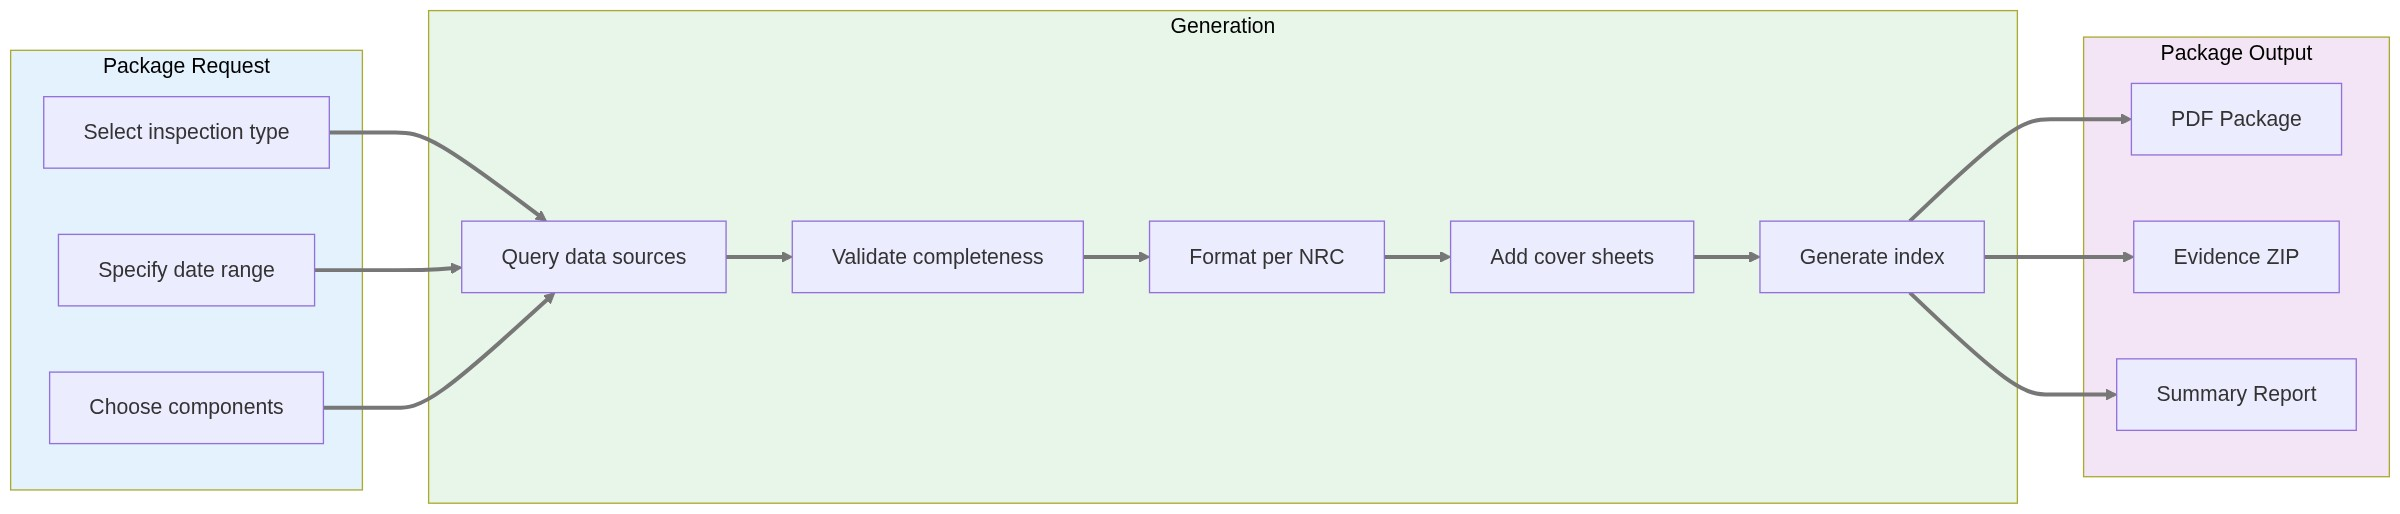 Package Request
Select inspection type
Specify date range
Choose components
Generation
Query data sources
Validate completeness
Format per NRC
Add cover sheets
Generate index
Package Output
PDF Package
Evidence ZIP
Summary Report